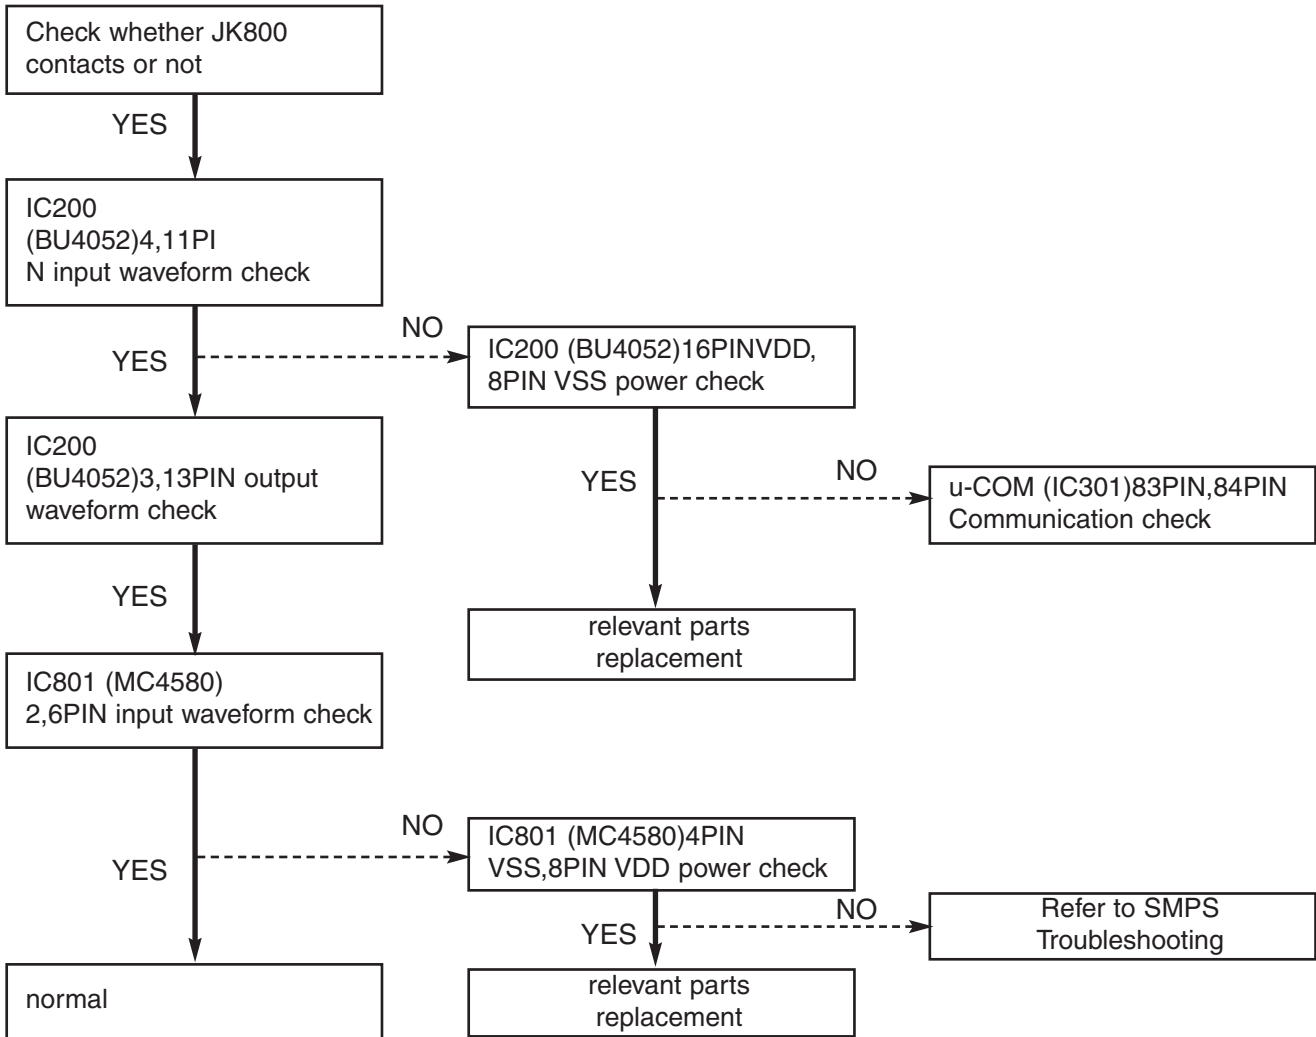 Check whether JK800
contacts or not
YES
IC200
(BU4052)4,11PI
N input waveform check
YES
NO
IC200 (BU4052)16PINVDD,
8PIN VSS power check
IC200
(BU4052)3,13PIN output
waveform check
YES
NO
u-COM (IC301)83PIN,84PIN
Communication check
YES
relevant parts
replacement
IC801 (MC4580)
2,6PIN input waveform check
YES
NO
IC801 (MC4580)4PIN
VSS,8PIN VDD power check
YES
NO
Refer to SMPS
Troubleshooting
normal
relevant parts
replacement